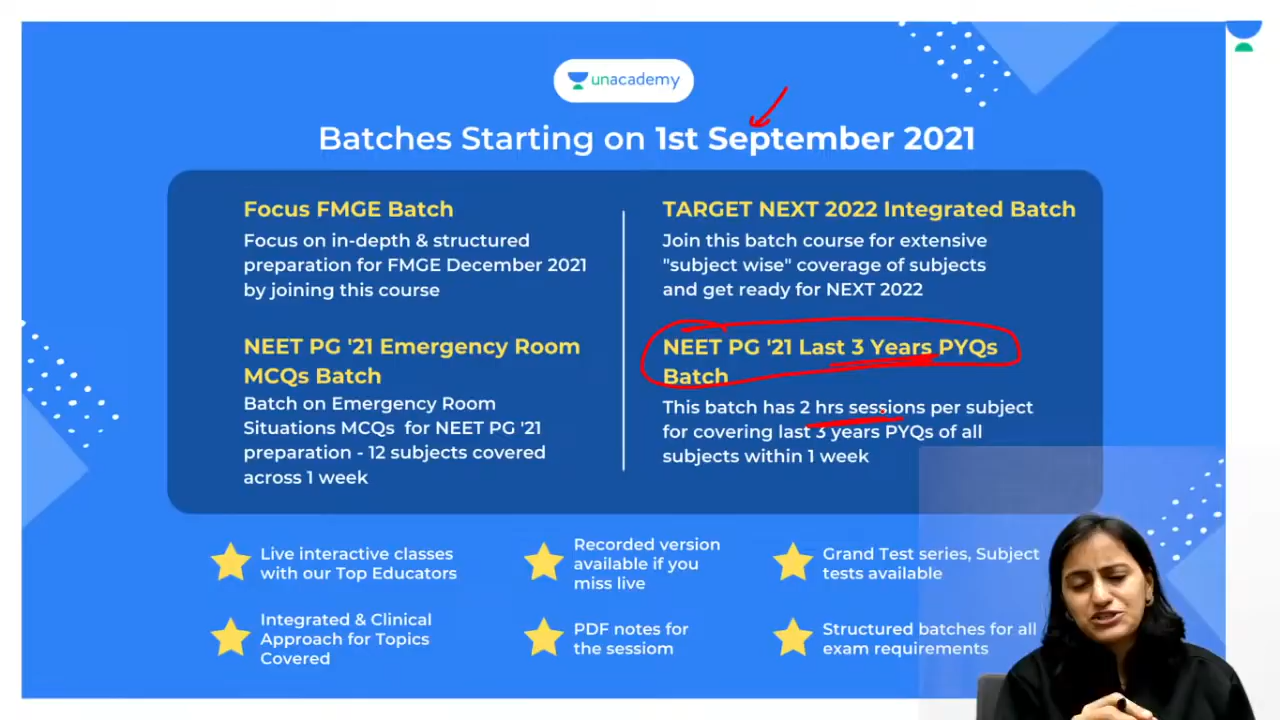 unacademy
Batches Starting on 1st September 2021
Focus FMGE Batch
Focus on in-depth & structured
preparation for FMGE December 2021
by joining this course
TARGET NEXT 2022 Integrated Batch
Join this batch course for extensive
"subject wise" coverage of subjects
and get ready for NEXT 2022
NEET PG '21 Emergency Room
MCQs Batch
Batch on Emergency Room
Situations MCQs for NEET PG '21
preparation - 12 subjects covered
across 1 week
NEET PG '21 Last 3 Years PYQs
Batch
This batch has 2 hrs sessions per subject
for covering last 3 years PYQs of all
subjects within 1 week
Live interactive classes
with our Top Educators
Recorded version
available if you
miss live
Grand Test series, Subject
tests available
Integrated & Clinical
Approach for Topics
Covered
PDF notes for
the sessiom
Structured batches for all
exam requirements